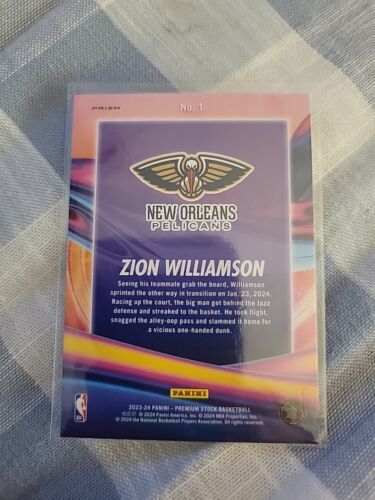 PRIZM
No. 1
NEW ORLEANS
PELICANS
ZION WILLIAMSON
Seeing his teammate grab the board, Williamson
sprinted the other way in transition on Jan. 23, 2024.
Racing up the court, the big man got behind the Jazz
defense and streaked to the basket. He took flight,
snagged the alley-oop pass and slammed it home for
a vicious one-handed dunk.
PANINI
2023-24 PANINI – PREMIUM STOCK BASKETBALL
© 2024 Panini America, Inc. © 2024 NBA Properties, Inc.
© 2024 the National Basketball Players Association. All rights reserved.